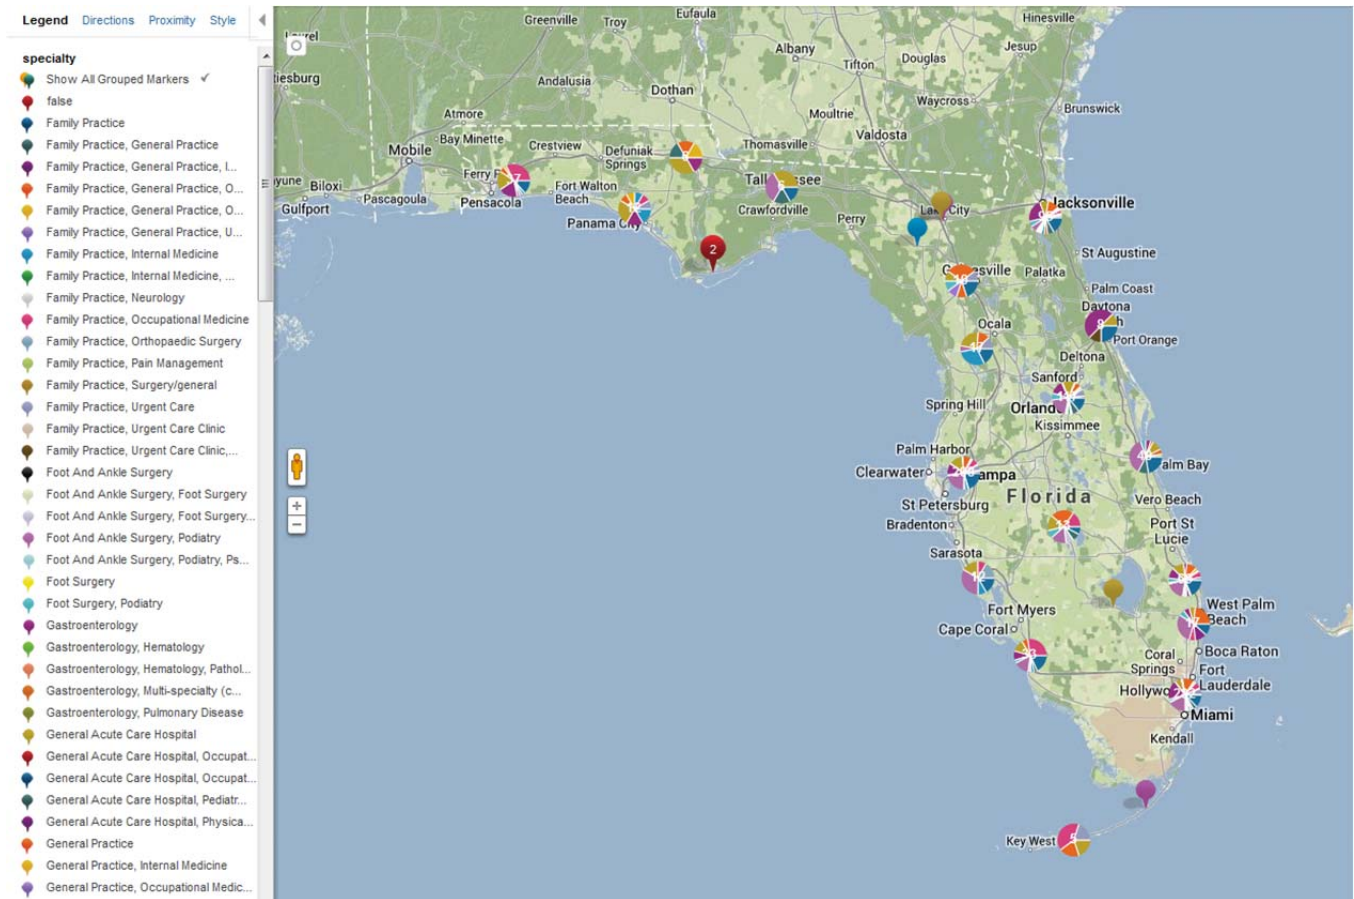 Legend Directions Proximity Style
specialty
Show All Grouped Markers
false
Family Practice
Family Practice, General Practice
Family Practice, General Practice, I...
Family Practice, General Practice, O...
Family Practice, General Practice, O...
Family Practice, General Practice, U...
Family Practice, Internal Medicine
Family Practice, Internal Medicine, ...
Family Practice, Neurology
Family Practice, Occupational Medicine
Family Practice, Orthopaedic Surgery
Family Practice, Pain Management
Family Practice, Surgery/general
Family Practice, Urgent Care
Family Practice, Urgent Care Clinic
Family Practice, Urgent Care Clinic,...
Foot And Ankle Surgery
Foot And Ankle Surgery, Foot Surgery
Foot And Ankle Surgery, Foot Surgery...
Foot And Ankle Surgery, Podiatry
Foot And Ankle Surgery, Podiatry, Ps...
Foot Surgery
Foot Surgery, Podiatry
Gastroenterology
Gastroenterology, Hematology
Gastroenterology, Hematology, Pathol...
Gastroenterology, Multi-specialty (c...
Gastroenterology, Pulmonary Disease
General Acute Care Hospital
General Acute Care Hospital, Occupat...
General Acute Care Hospital, Occupat...
General Acute Care Hospital, Pediatr...
General Acute Care Hospital, Physica...
General Practice
General Practice, Internal Medicine
General Practice, Occupational Medic...
Greenville
Troy
Eufaula
Hinesville
Albany
Jesup
Tifton
Douglas
Andalusia
Dothan
Waycross
Moultrie
Brunswick
Atmore
Bay Minette
Valdosta
Mobile
Crestview
Defuniak
Springs
Thomasville
Biloxi
Pascagoula
Gulfport
Pensacola
Fort Walton
Beach
Panama City
Crawfordville
Perry
Jacksonville
2
St Augustine
Palatka
Palm Coast
Daytona
Port Orange
Ocala
Deltona
Sanford
Spring Hill
Kissimmee
Palm Harbor
Clearwater
St Petersburg
Florida
Vero Beach
Bradenton
Port St
Lucie
Sarasota
Fort Myers
West Palm
Beach
Cape Coral
Boca Raton
Coral
Springs
Fort
Lauderdale
Miami
Kendall
Key West
5
+
−